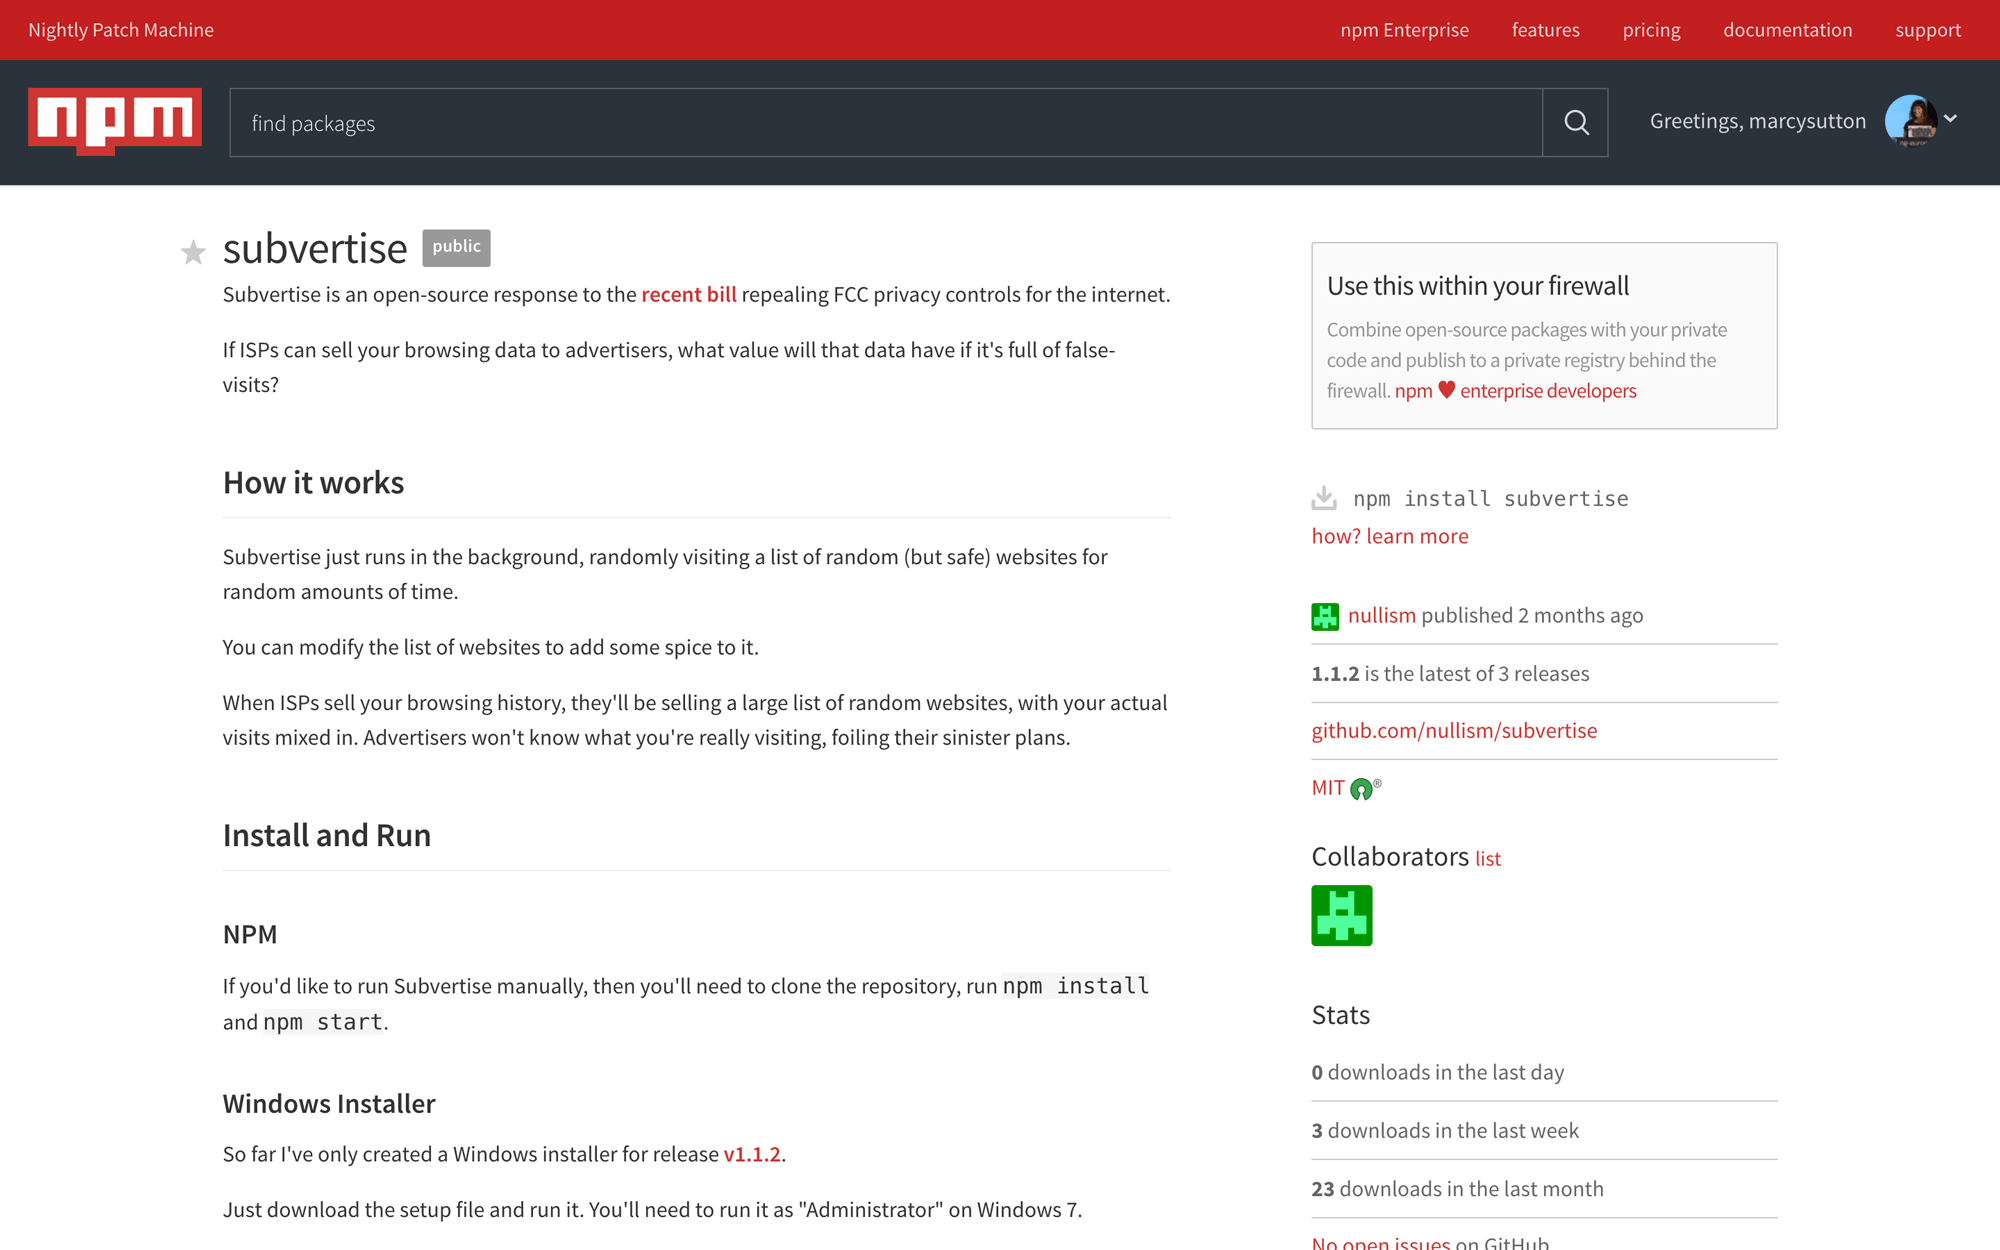 Nightly Patch Machine
npm Enterprise features pricing documentation support
npm
find packages
Greetings, marcysutton
subvertise public
Subvertise is an open-source response to the recent bill repealing FCC privacy controls for the internet.
If ISPs can sell your browsing data to advertisers, what value will that data have if it's full of false-
visits?
How it works
Subvertise just runs in the background, randomly visiting a list of random (but safe) websites for
random amounts of time.
You can modify the list of websites to add some spice to it.
When ISPs sell your browsing history, they'll be selling a large list of random websites, with your actual
visits mixed in. Advertisers won't know what you're really visiting, foiling their sinister plans.
Install and Run
NPM
If you'd like to run Subvertise manually, then you'll need to clone the repository, run npm install
and npm start.
Windows Installer
So far I've only created a Windows installer for release v1.1.2.
Just download the setup file and run it. You'll need to run it as "Administrator" on Windows 7.
Use this within your firewall
Combine open-source packages with your private
code and publish to a private registry behind the
firewall. npm ♥ enterprise developers
npm install subvertise
how? learn more
nullism published 2 months ago
1.1.2 is the latest of 3 releases
github.com/nullism/subvertise
MIT ®
Collaborators list
Stats
0 downloads in the last day
3 downloads in the last week
23 downloads in the last month
No open issues on GitHub